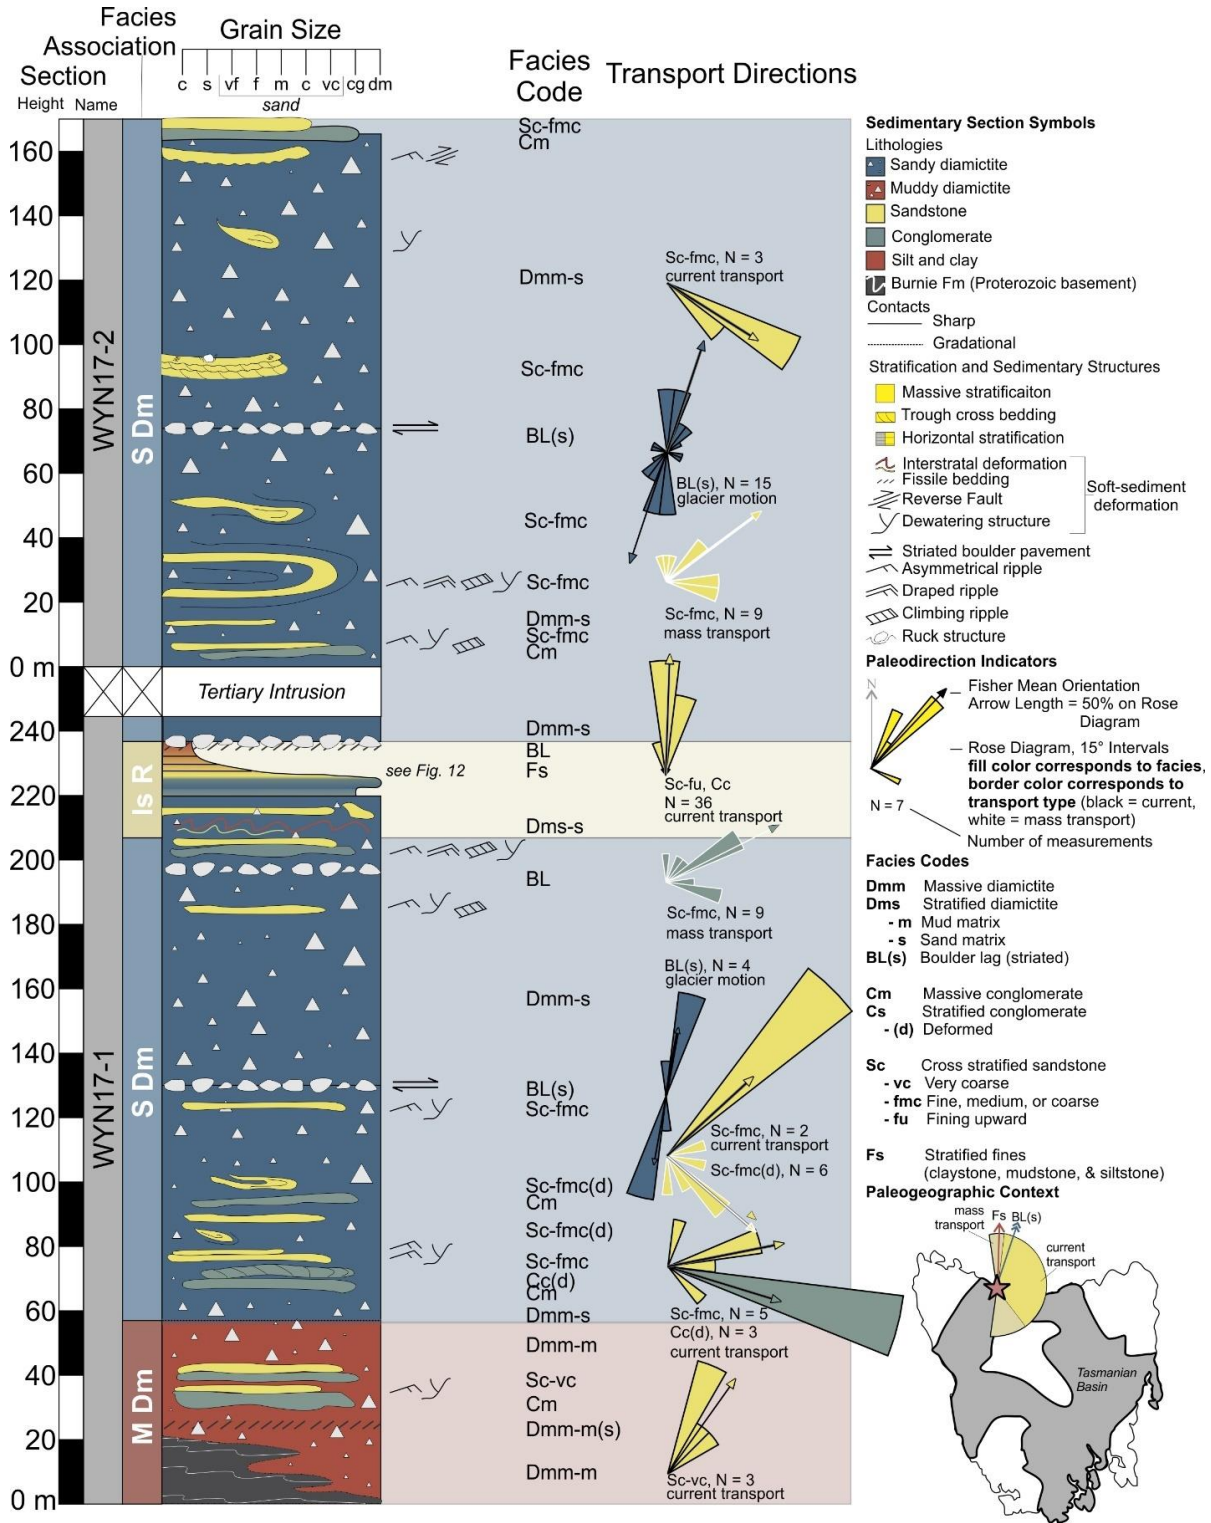 Facies
Association
Grain Size
Section
Height Name
c s vf f m c vc cg dm
sand
Facies
Code
Transport Directions
160
140
120
100
80
60
40
20
0 m
240
220
200
180
160
140
120
100
80
60
40
20
0 m
WYN17-2
WYN17-1
S Dm
Is R
S Dm
M Dm
Tertiary Intrusion
see Fig. 12
Sc-fmc
Cm
Dmm-s
Sc-fmc
BL(s)
Sc-fmc
Sc-fmc
Dmm-s
Sc-fmc
Cm
Dmm-s
BL
Fs
Dms-s
BL
Dmm-s
BL(s)
Sc-fmc
Sc-fmc(d)
Cm
Sc-fmc(d)
Sc-fmc
Cc(d)
Cm
Dmm-s
Dmm-m
Sc-vc
Cm
Dmm-m(s)
Dmm-m
Sc-fmc, N = 3
current transport
BL(s), N = 15
glacier motion
Sc-fmc, N = 9
mass transport
Sc-fu, Cc
N = 36
current transport
Sc-fmc, N = 9
mass transport
BL(s), N = 4
glacier motion
Sc-fmc, N = 2
current transport
Sc-fmc(d), N = 6
Sc-fmc, N = 5
Cc(d), N = 3
current transport
Sc-vc, N = 3
current transport
Sedimentary Section Symbols
Lithologies
Sandy diamictite
Muddy diamictite
Sandstone
Conglomerate
Silt and clay
Burnie Fm (Proterozoic basement)
Contacts
Sharp
Gradational
Stratification and Sedimentary Structures
Massive stratificaiton
Trough cross bedding
Horizontal stratification
Interstratal deformation
Fissile bedding
Reverse Fault
Dewatering structure
Soft-sediment
deformation
Striated boulder pavement
Asymmetrical ripple
Draped ripple
Climbing ripple
Ruck structure
Paleodirection Indicators
N
Fisher Mean Orientation
Arrow Length = 50% on Rose
Diagram
Rose Diagram, 15° Intervals
fill color corresponds to facies,
border color corresponds to
transport type (black = current,
white = mass transport)
N = 7
Number of measurements
Facies Codes
Dmm Massive diamictite
Dms Stratified diamictite
- m Mud matrix
- s Sand matrix
BL(s) Boulder lag (striated)
Cm Massive conglomerate
Cs Stratified conglomerate
- (d) Deformed
Sc Cross stratified sandstone
- vc Very coarse
- fmc Fine, medium, or coarse
- fu Fining upward
Fs Stratified fines
(claystone, mudstone, & siltstone)
Paleogeographic Context
mass
transport
Fs
BL(s)
current
transport
Tasmanian
Basin